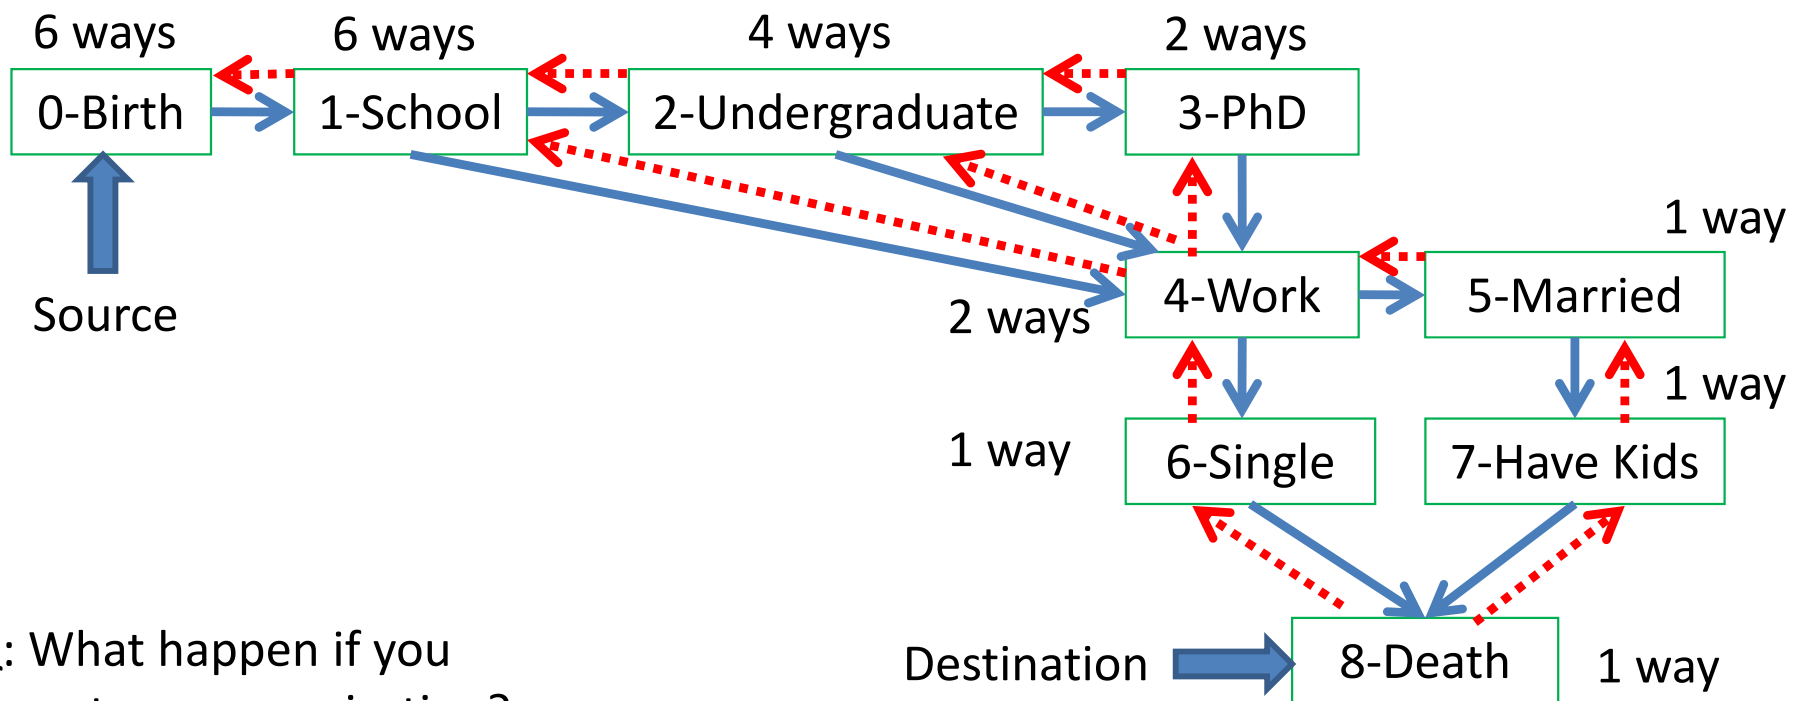 6 ways
6 ways
4 ways
2 ways
0-Birth
1-School
2-Undergraduate
3-PhD
1 way
4-Work
5-Married
Source
2 ways
1 way
1 way
6-Single
7-Have Kids
: What happen if you
Destination
8-Death
1 way